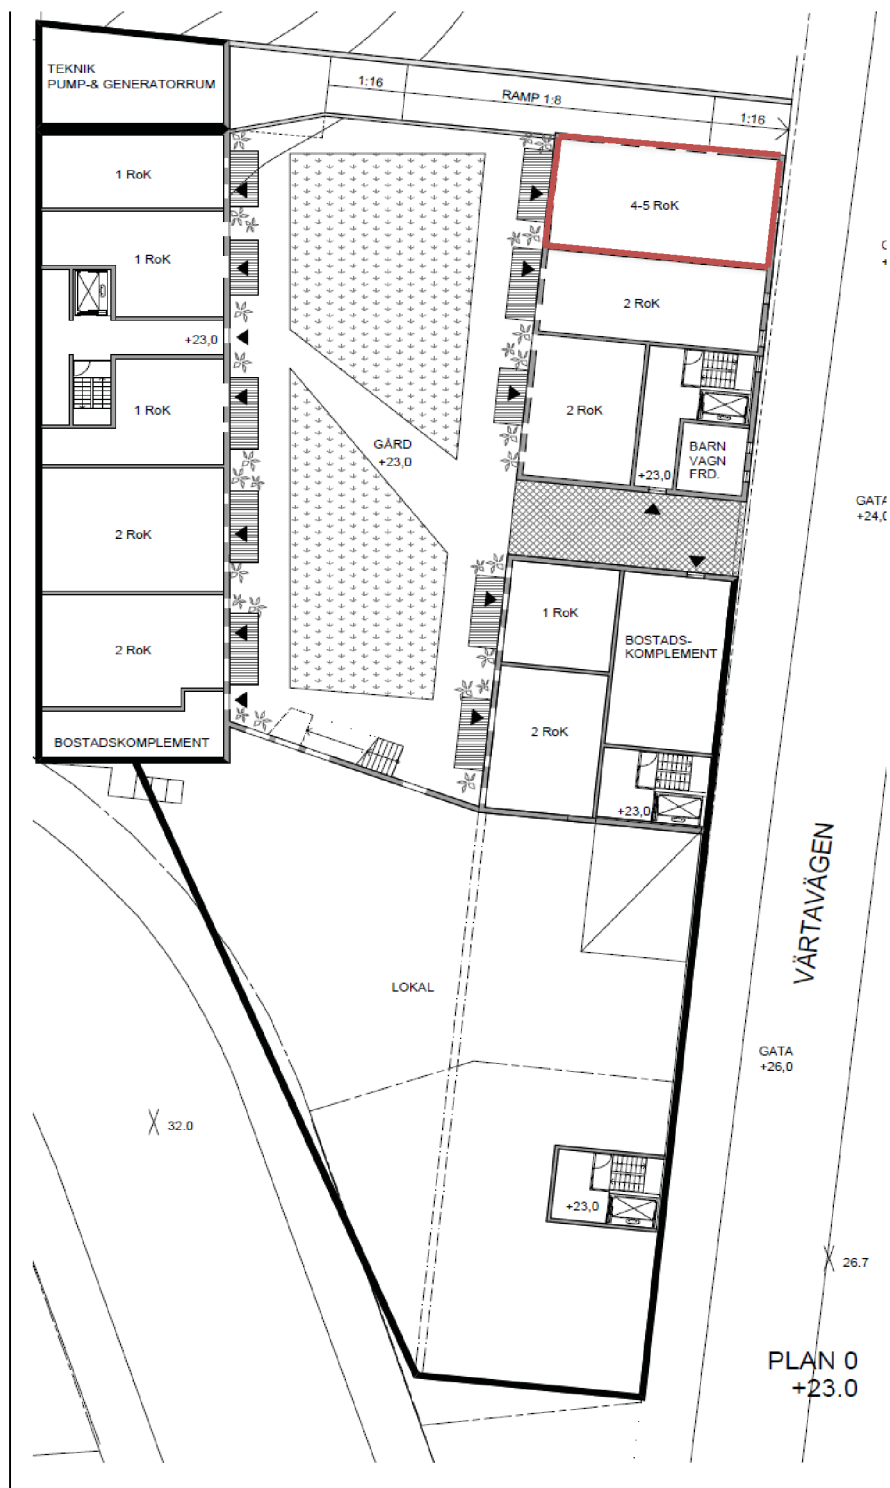 TEKNIK
PUMP-& GENERATORRUM
1:16
RAMP 1:8
1:16
1 RoK
4-5 RoK
1 RoK
2 RoK
+23,0
1 RoK
2 RoK
GÅRD
+23,0
BARN
VAGN
FRD.
+23,0
GATA
2 RoK
1 RoK
BOSTADS-
KOMPLEMENT
2 RoK
2 RoK
BOSTADSKOMPLEMENT
+23,0
VÄRTAVÄGEN
LOKAL
GATA
+26,0
32.0
+23,0
26.7
PLAN 0
+23.0